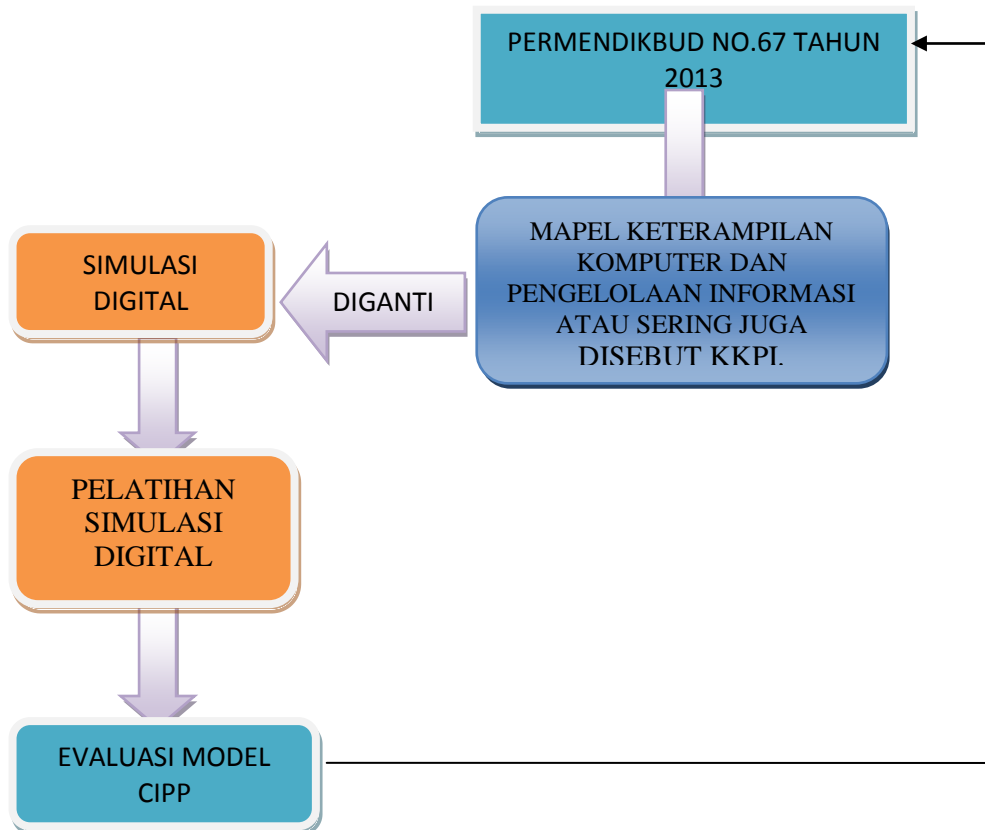 PERMENDIKBUD NO.67 TAHUN
2013
MAPEL KETERAMPILAN
KOMPUTER DAN
PENGELOLAAN INFORMASI
ATAU SERING JUGA
DISEBUT KKPI.
DIGANTI
SIMULASI
DIGITAL
PELATIHAN
SIMULASI
DIGITAL
EVALUASI MODEL
CIPP